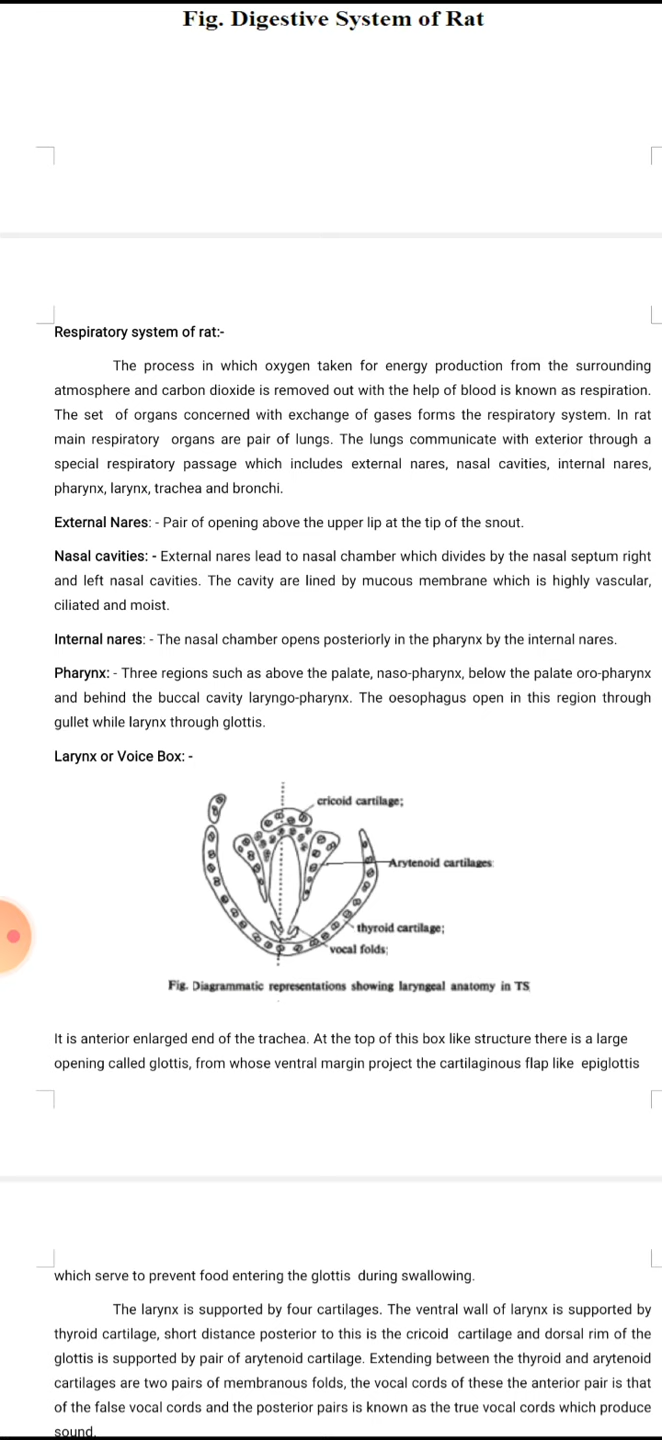 Fig. Digestive System of Rat
Respiratory system of rat:-
The process in which oxygen taken for energy production from the surrounding
atmosphere and carbon dioxide is removed out with the help of blood is known as respiration.
The set of organs concerned with exchange of gases forms the respiratory system. In rat
main respiratory organs are pair of lungs. The lungs communicate with exterior through a
special respiratory passage which includes external nares, nasal cavities, internal nares,
pharynx, larynx, trachea and bronchi.
External Nares: - Pair of opening above the upper lip at the tip of the snout.
Nasal cavities: - External nares lead to nasal chamber which divides by the nasal septum right
and left nasal cavities. The cavity are lined by mucous membrane which is highly vascular,
ciliated and moist.
Internal nares: - The nasal chamber opens posteriorly in the pharynx by the internal nares.
Pharynx: - Three regions such as above the palate, naso-pharynx, below the palate oro-pharynx
and behind the buccal cavity laryngo-pharynx. The oesophagus open in this region through
gullet while larynx through glottis.
Larynx or Voice Box: -
cricoid cartilage;
Arytenoid cartilages
thyroid cartilage;
vocal folds;
Fig. Diagrammatic representations showing laryngeal anatomy in TS
It is anterior enlarged end of the trachea. At the top of this box like structure there is a large
opening called glottis, from whose ventral margin project the cartilaginous flap like epiglottis
which serve to prevent food entering the glottis during swallowing.
The larynx is supported by four cartilages. The ventral wall of larynx is supported by
thyroid cartilage, short distance posterior to this is the cricoid cartilage and dorsal rim of the
glottis is supported by pair of arytenoid cartilage. Extending between the thyroid and arytenoid
cartilages are two pairs of membranous folds, the vocal cords of these the anterior pair is that
of the false vocal cords and the posterior pairs is known as the true vocal cords which produce
sound.